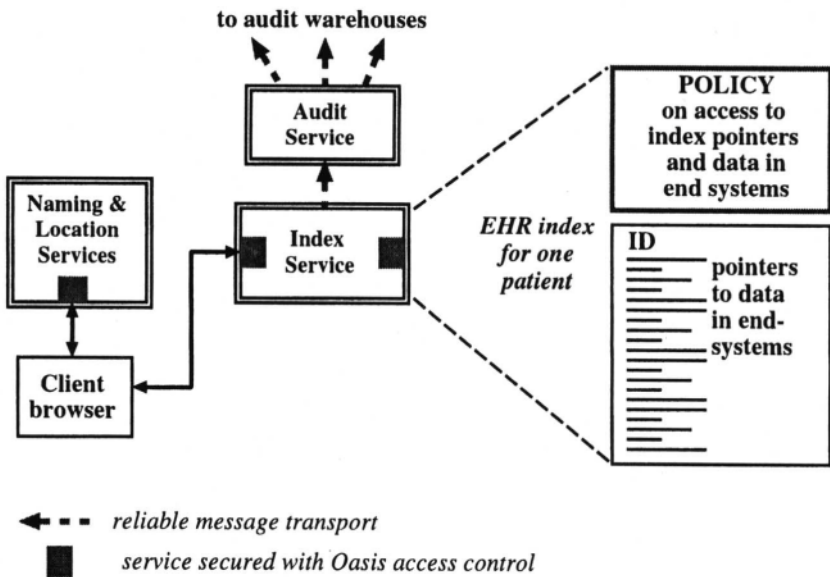 to audit warehouses
Audit
Service
Naming &
Location
Services
Index
Service
Client
browser
EHR index
for one
patient
POLICY
on access to
index pointers
and data in
end systems
ID
pointers
to data
in end-
systems
reliable message transport
service secured with Oasis access control